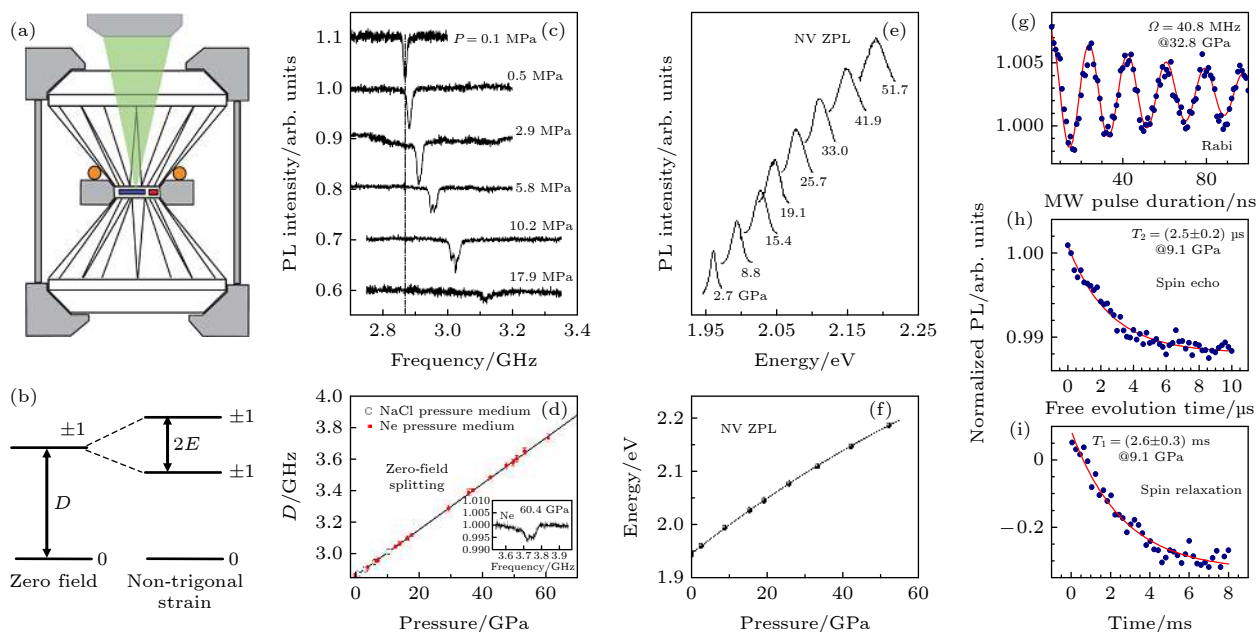 (a)
(b)
±1
D
0
Zero field
±1
2E
±1
0
Non-trigonal
strain
(c)
P=0.1 MPa
0.5 MPa
2.9 MPa
5.8 MPa
10.2 MPa
17.9 MPa
PL intensity/arb. units
1.1
1.0
0.9
0.8
0.7
0.6
2.8 3.0 3.2 3.4
Frequency/GHz
(d)
NaCl pressure medium
Ne pressure medium
Zero-field
splitting
D/GHz
4.0
3.8
3.6
3.4
3.2
3.0
0 20 40 60
Pressure/GPa
Ne 60.4 GPa
1.010
1.005
1.000
0.995
0.990
3.6 3.7 3.8 3.9
Frequency/GHz
(e)
NV ZPL
PL intensity/arb. units
51.7
41.9
33.0
25.7
19.1
15.4
8.8
2.7 GPa
1.95 2.05 2.15 2.25
Energy/eV
(f)
NV ZPL
Energy/eV
2.2
2.1
2.0
1.9
0 20 40 60
Pressure/GPa
Normalized PL/arb. units
(g)
Ω=40.8 MHz
@32.8 GPa
1.005
1.000
Rabi
40 80
MW pulse duration/ns
(h)
T₂=(2.5±0.2) µs
@9.1 GPa
Spin echo
1.00
0.99
0 2 4 6 8 10
Free evolution time/µs
(i)
T₁=(2.6±0.3) ms
@9.1 GPa
Spin relaxation
0
−0.2
0 2 4 6 8
Time/ms